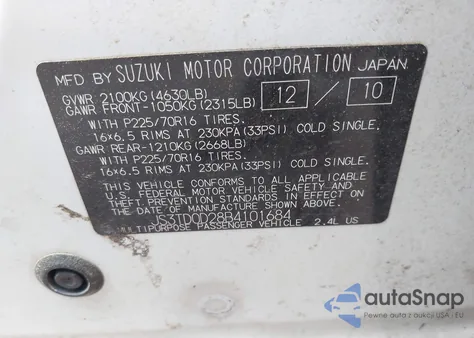 MFD BY SUZUKI MOTOR CORPORATION JAPAN
GVWR 2100KG (4630LB)
GAWR FRONT-1050KG (2315LB) 12 / 10
WITH P225/70R16 TIRES.
16x6.5 RIMS AT 230KPA (33PSI) COLD SINGLE.
GAWR REAR-1210KG (2668LB)
WITH P225/70R16 TIRES.
16x6.5 RIMS AT 230KPA (33PSI) COLD SINGLE.
THIS VEHICLE CONFORMS TO ALL APPLICABLE
U.S. FEDERAL MOTOR VEHICLE SAFETY AND
THEFT PREVENTION STANDARDS IN EFFECT ON
THE DATE OF MANUFACTURE SHOWN ABOVE.
JS3TD0D28B4101684
MULTIPURPOSE PASSENGER VEHICLE 2.4L US
autoSnap
Pewne auta z aukcji USA i EU